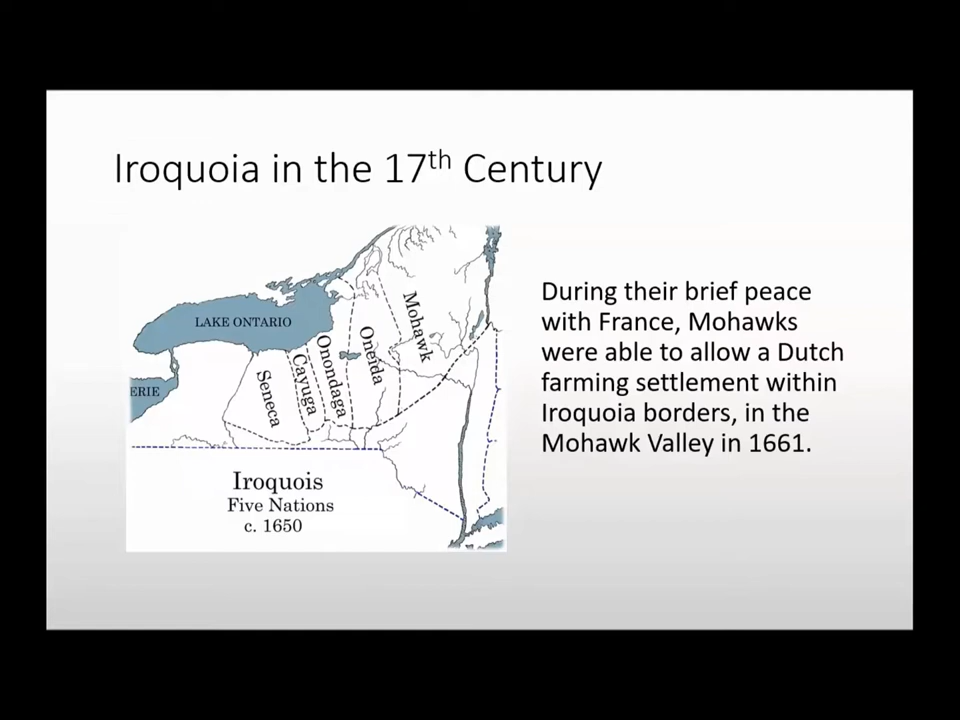 Iroquoia in the 17th Century
LAKE ONTARIO
ERIE
Seneca
Cayuga
Onondaga
Oneida
Mohawk
Iroquois
Five Nations
c. 1650
During their brief peace
with France, Mohawks
were able to allow a Dutch
farming settlement within
Iroquoia borders, in the
Mohawk Valley in 1661.